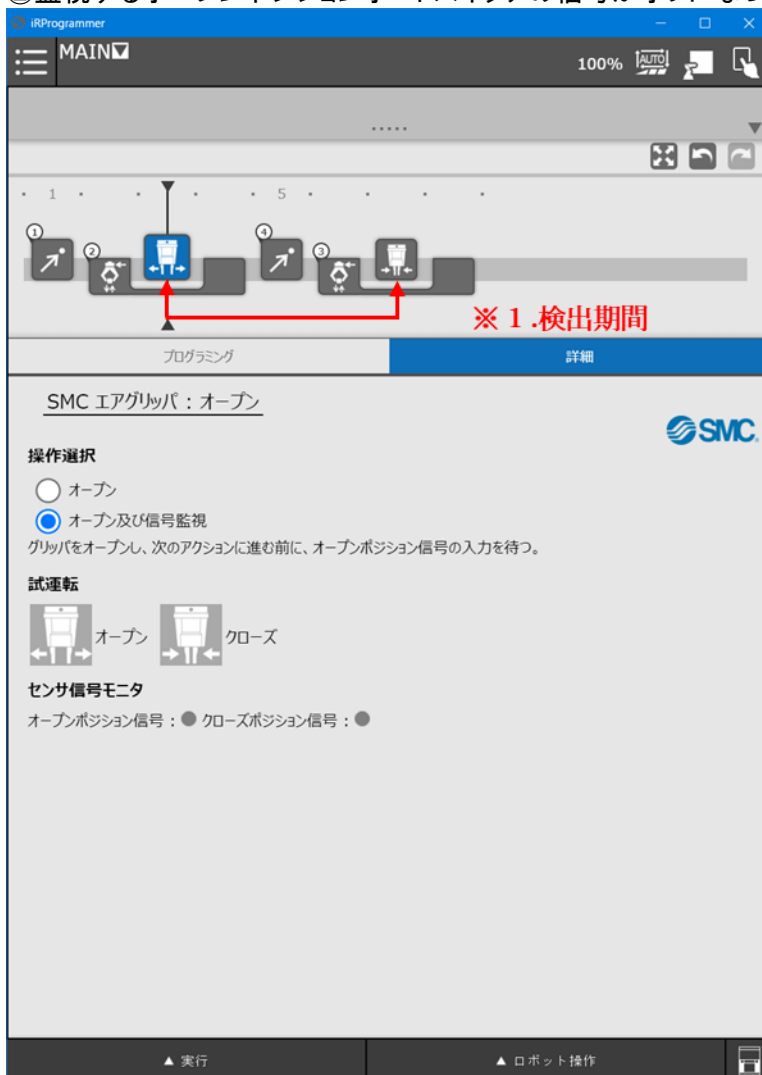 iRProgrammer
MAIN
100% AUTO
1 5
① ② ④ ③
※１.検出期間
プログラミング 詳細
SMC エアグリッパ：オープン
SMC.
操作選択
オープン
オープン及び信号監視
グリッパをオープンし、次のアクションに進む前に、オープンポジション信号の入力を待つ。
試運転
オープン クローズ
センサ信号モニタ
オープンポジション信号：● クローズポジション信号：●
▲ 実行 ▲ ロボット操作